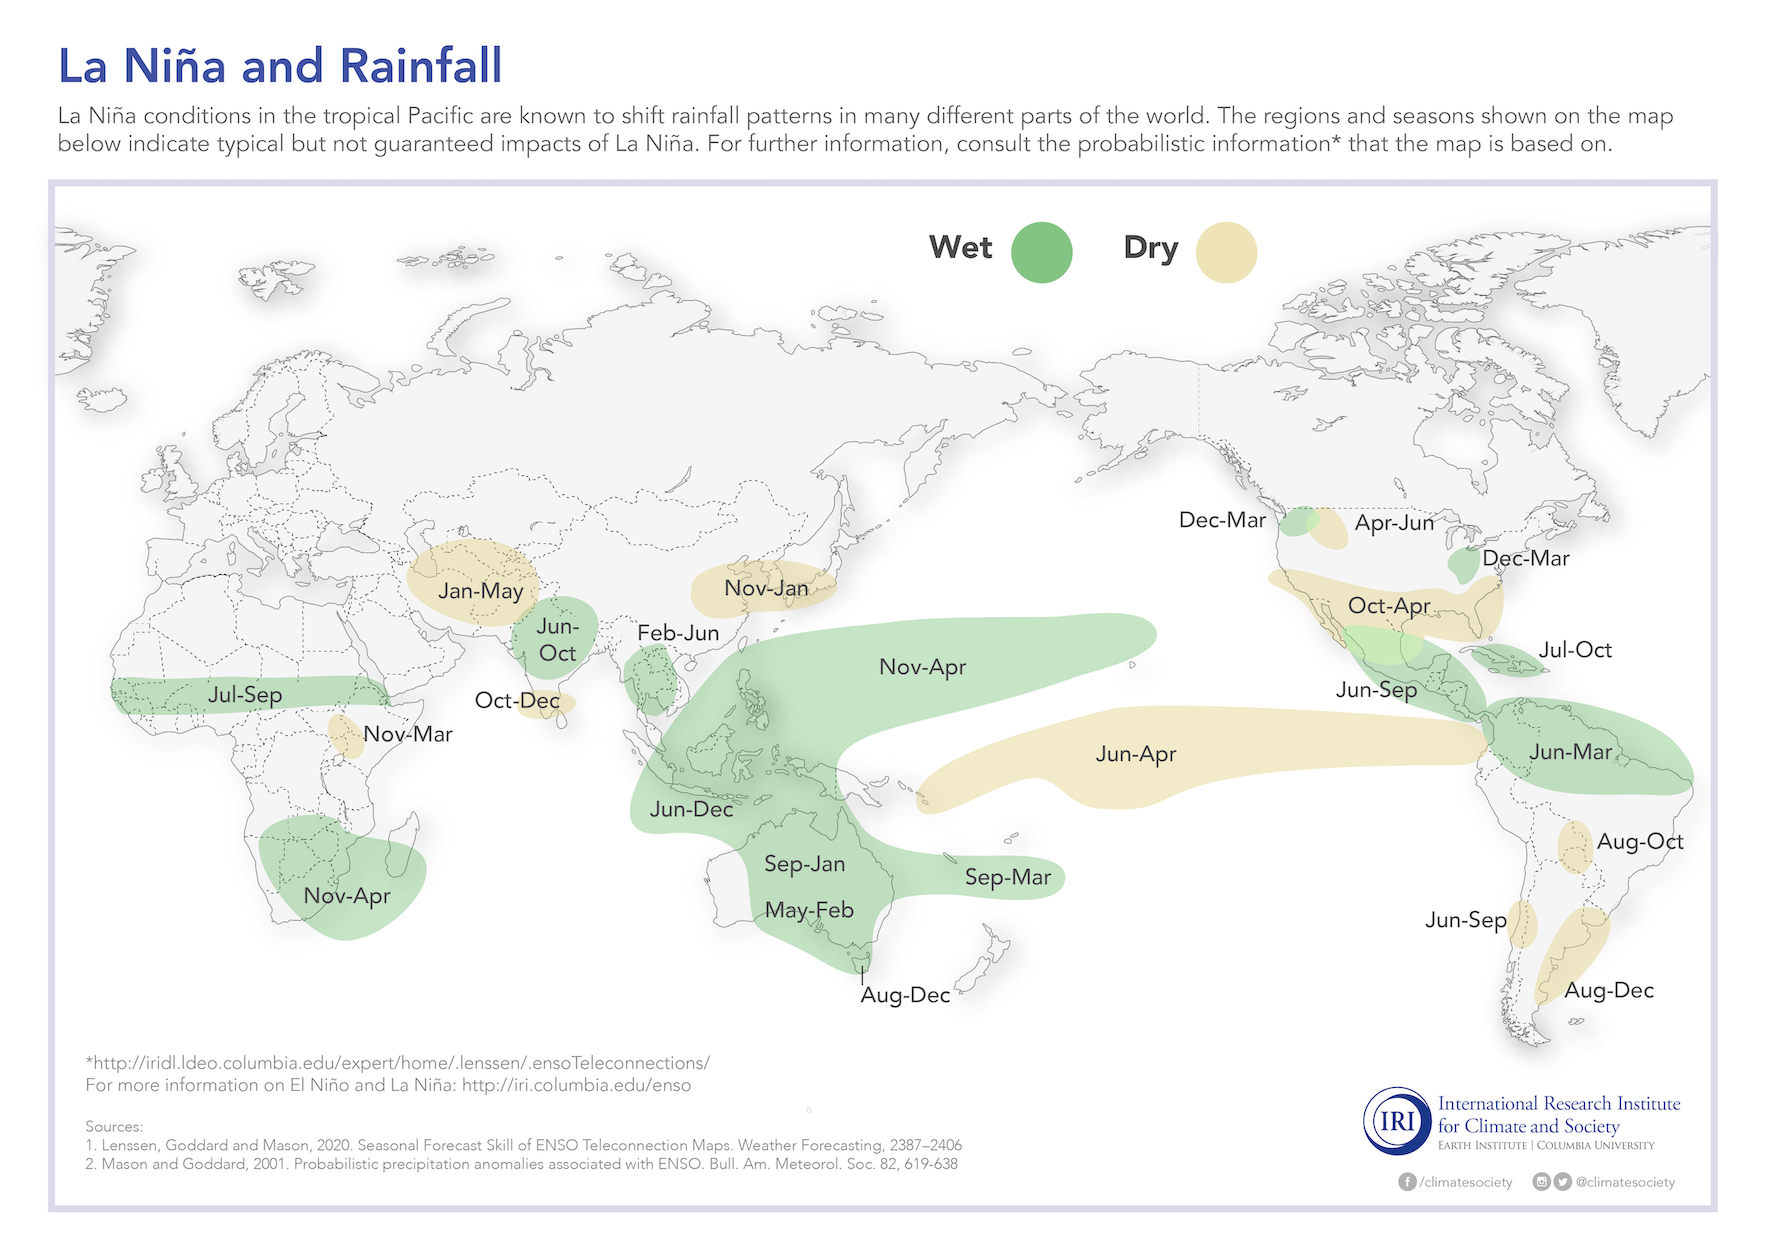 La Niña and Rainfall
La Niña conditions in the tropical Pacific are known to shift rainfall patterns in many different parts of the world. The regions and seasons shown on the map
below indicate typical but not guaranteed impacts of La Niña. For further information, consult the probabilistic information* that the map is based on.
Wet
Dry
Dec-Mar
Apr-Jun
Dec-Mar
Jan-May
Nov-Jan
Oct-Apr
Jun-
Oct
Feb-Jun
Jul-Oct
Nov-Apr
Jul-Sep
Oct-Dec
Jun-Sep
Nov-Mar
Jun-Apr
Jun-Mar
Jun-Dec
Aug-Oct
Sep-Jan
Sep-Mar
Nov-Apr
May-Feb
Jun-Sep
Aug-Dec
Aug-Dec
*http://iridl.ldeo.columbia.edu/expert/home/.lenssen/.ensoTeleconnections/
For more information on El Niño and La Niña: http://iri.columbia.edu/enso
0
Sources:
1. Lenssen, Goddard and Mason, 2020. Seasonal Forecast Skill of ENSO Teleconnection Maps. Weather Forecasting, 2387–2406
2. Mason and Goddard, 2001. Probabilistic precipitation anomalies associated with ENSO. Bull. Am. Meteorol. Soc. 82, 619-638
IRI
International Research Institute
for Climate and Society
EARTH INSTITUTE | COLUMBIA UNIVERSITY
/climatesociety
@climatesociety